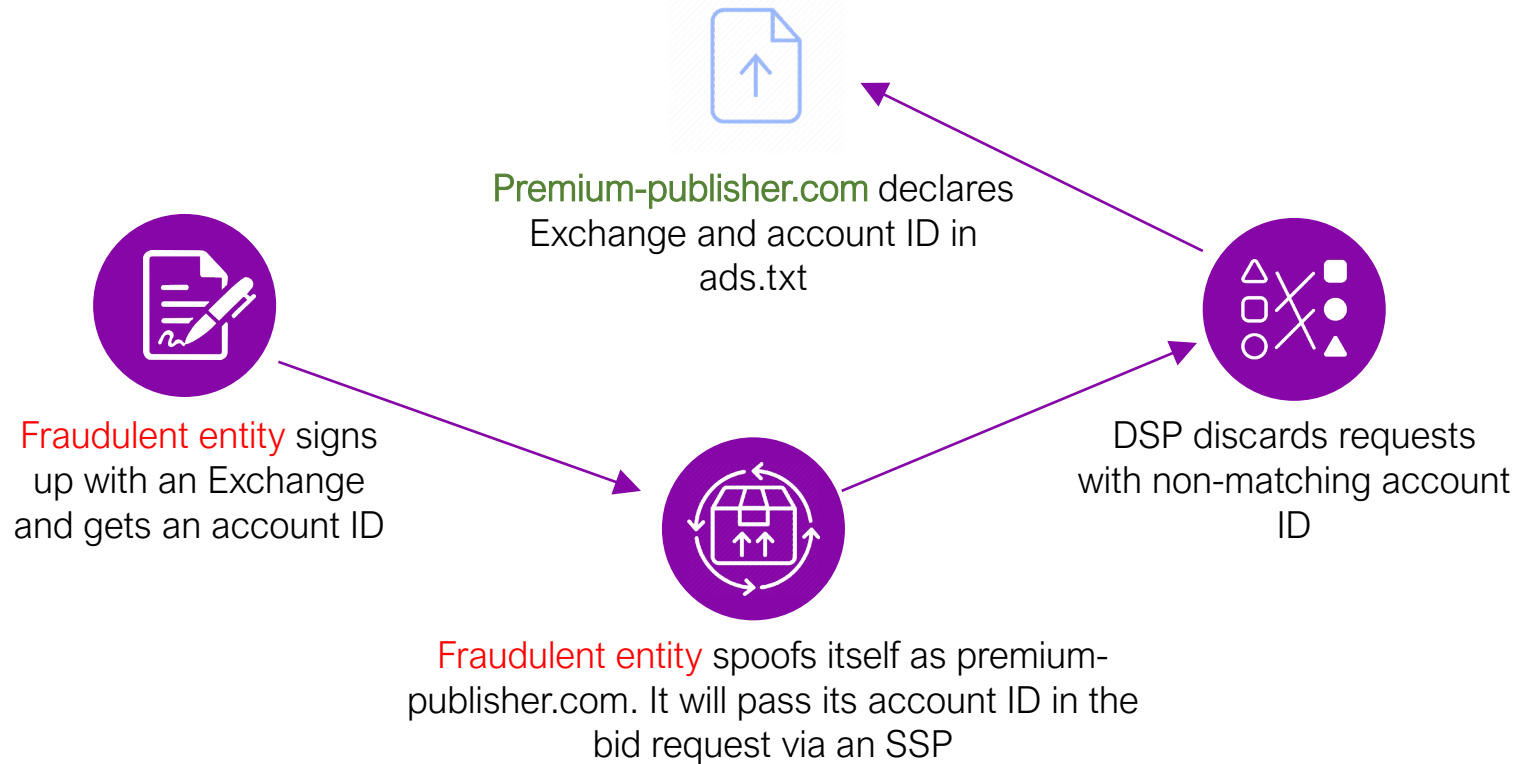 Premium-publisher.com declares
Exchange and account ID in
ads.txt
Fraudulent entity signs
up with an Exchange
and gets an account ID
DSP discards requests
with non-matching account
ID
Fraudulent entity spoofs itself as premium-
publisher.com. It will pass its account ID in the
bid request via an SSP